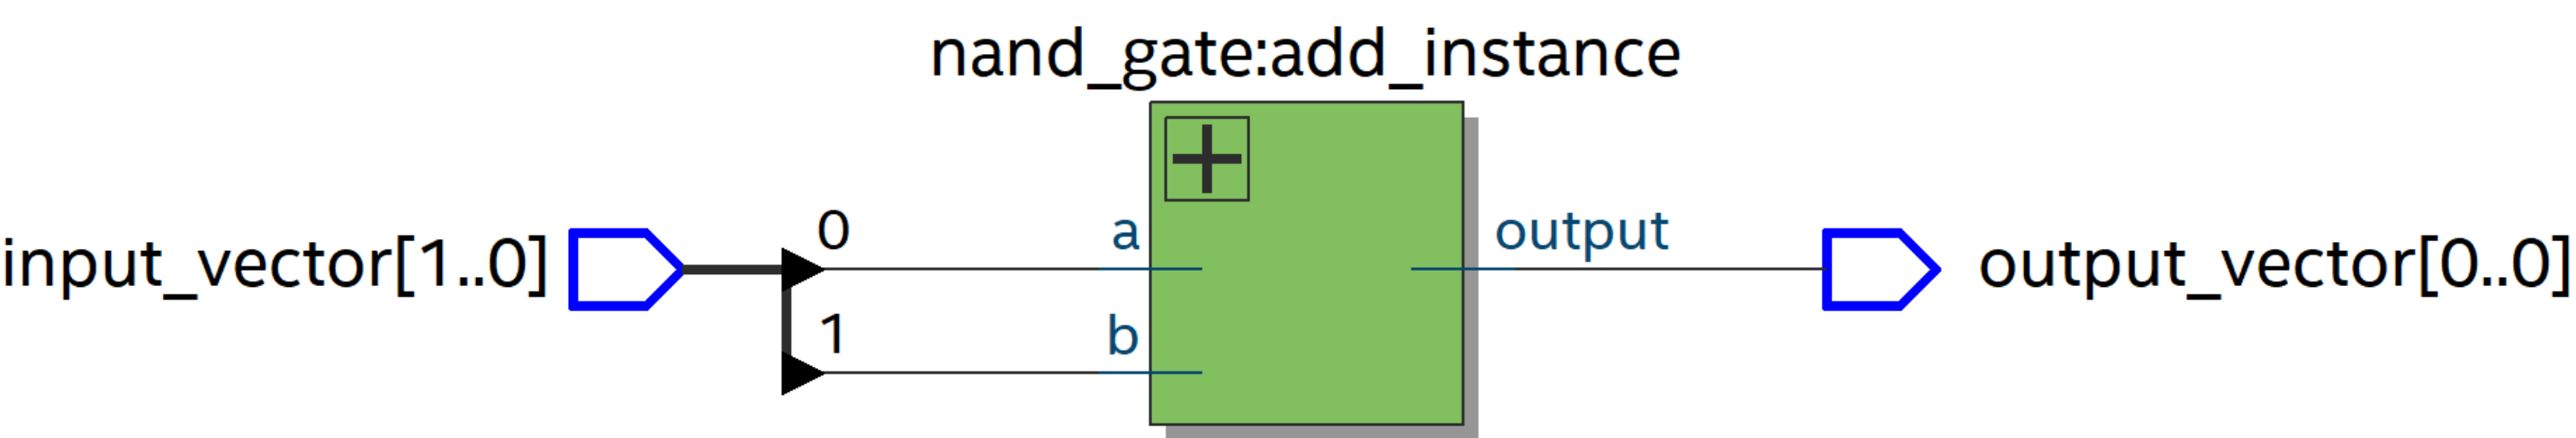 nand_gate:add_instance
input_vector[1..0]
0
a
output
output_vector[0..0]
1
b